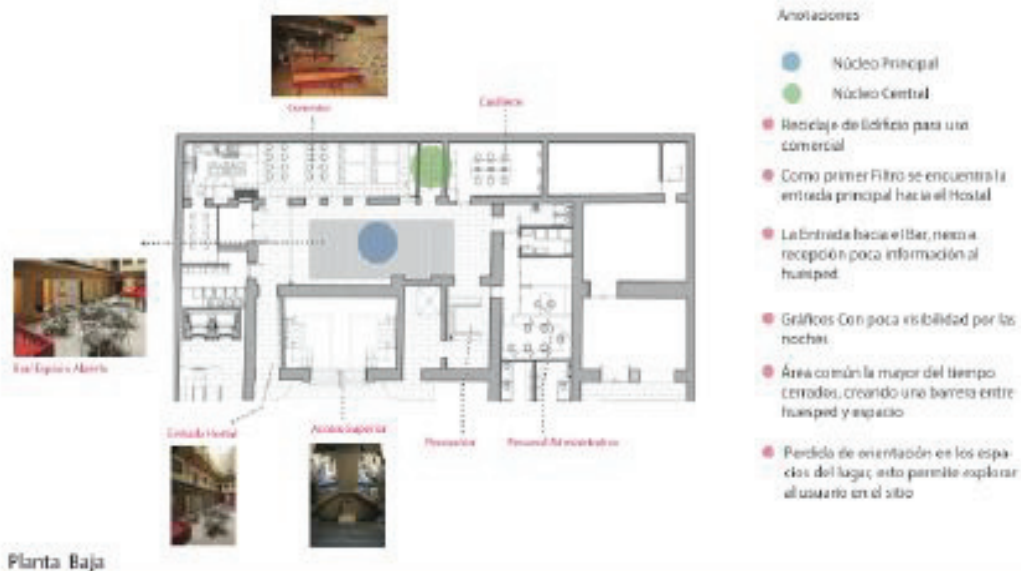 Anotaciones
Núcleo Principal
Núcleo Central
Reciclaje de Edificio para uso
comercial
Como primer Filtro se encuentra la
entrada principal hacia el Hostal
La Entrada hacia el Bar, nexo a
recepción poca información al
huesped
Gráficos Con poca visibilidad por las
noches
Área común la mayor del tiempo
cerradas, creando una barrera entre
huesped y espacio
Perdida de orientación en los espa-
cios del lugar, esto permite explorar
al usuario en el sitio
Comedor
Espacio Abierto
Entrada Hostal
Acceso Superior
Personal Administrativo
Planta Baja